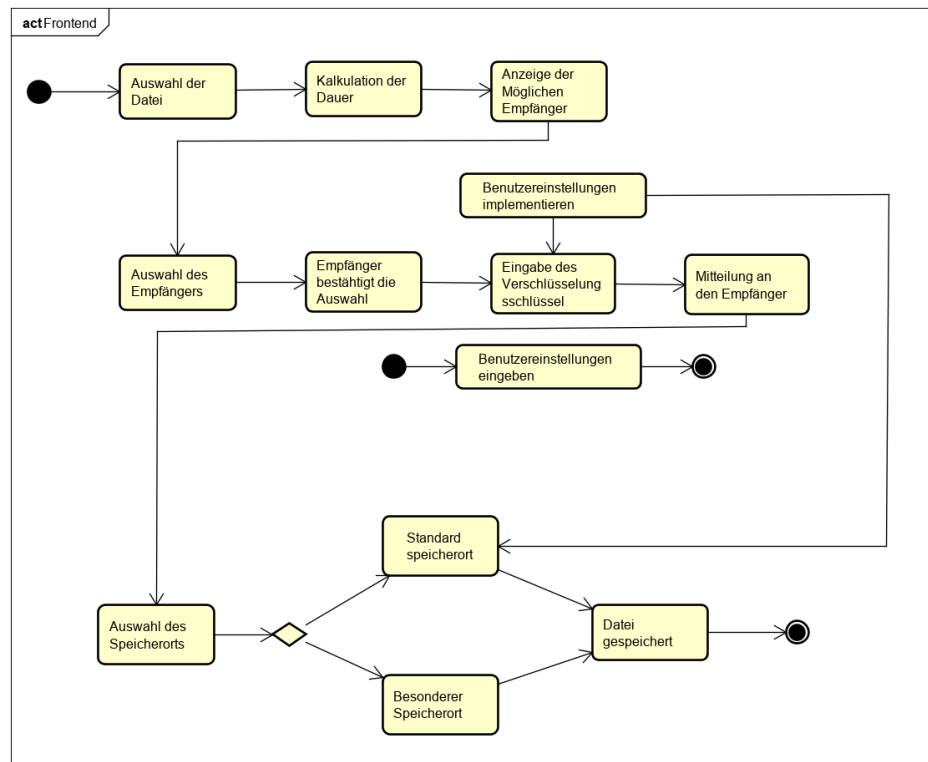 act Frontend
Auswahl der
Datei
Kalkulation der
Dauer
Anzeige der
Möglichen
Empfänger
Benutzereinstellungen
implementieren
Auswahl des
Empfängers
Empfänger
bestähtigt die
Auswahl
Eingabe des
Verschlüsselung
sschlüssel
Mitteilung an
den Empfänger
Benutzereinstellungen
eingeben
Standard
speicherort
Auswahl des
Speicherorts
Datei
gespeichert
Besonderer
Speicherort